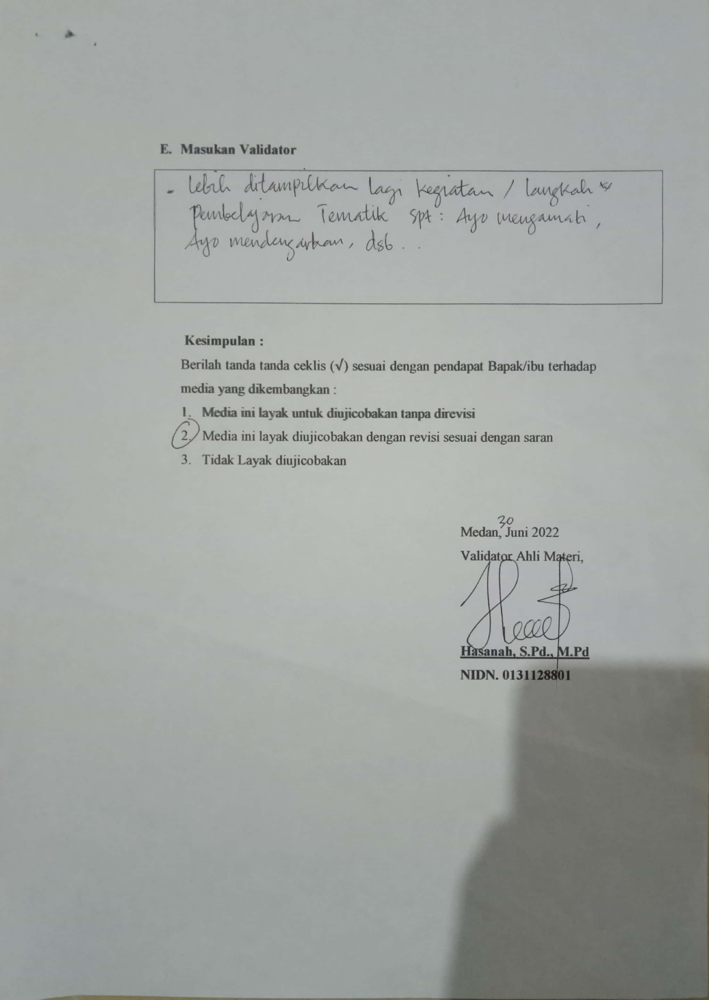 E. Masukan Validator
- Lebih ditampilkan lagi kegiatan / langkah
Pembelajaran Tematik spt : Ayo mengamati,
Ayo mendengarkan, dsb . .
Kesimpulan :
Berilah tanda tanda ceklis (√) sesuai dengan pendapat Bapak/ibu terhadap
media yang dikembangkan :
1. Media ini layak untuk diujicobakan tanpa direvisi
2. Media ini layak diujicobakan dengan revisi sesuai dengan saran
3. Tidak Layak diujicobakan
30
Medan, Juni 2022
Validator Ahli Materi,
Hasanah, S.Pd., M.Pd
NIDN. 0131128801